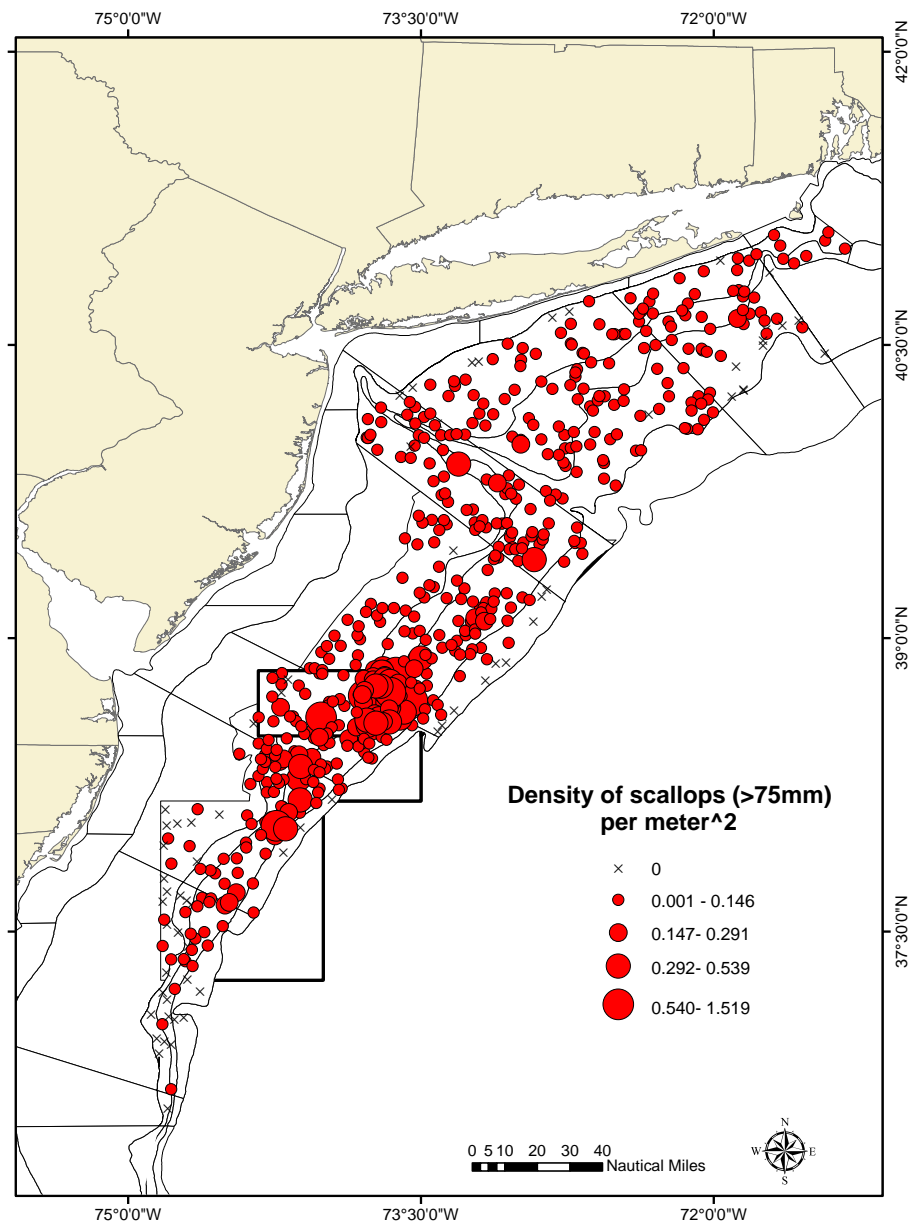 75°0'0"W 73°30'0"W 72°0'0"W
42°0'0"N
40°30'0"N
39°0'0"N
Density of scallops (>75mm)
per meter^2
0
0.001 - 0.146
0.147- 0.291
0.292- 0.539
0.540- 1.519
37°30'0"N
N
W E
S
0 5 10 20 30 40
Nautical Miles
75°0'0"W 73°30'0"W 72°0'0"W